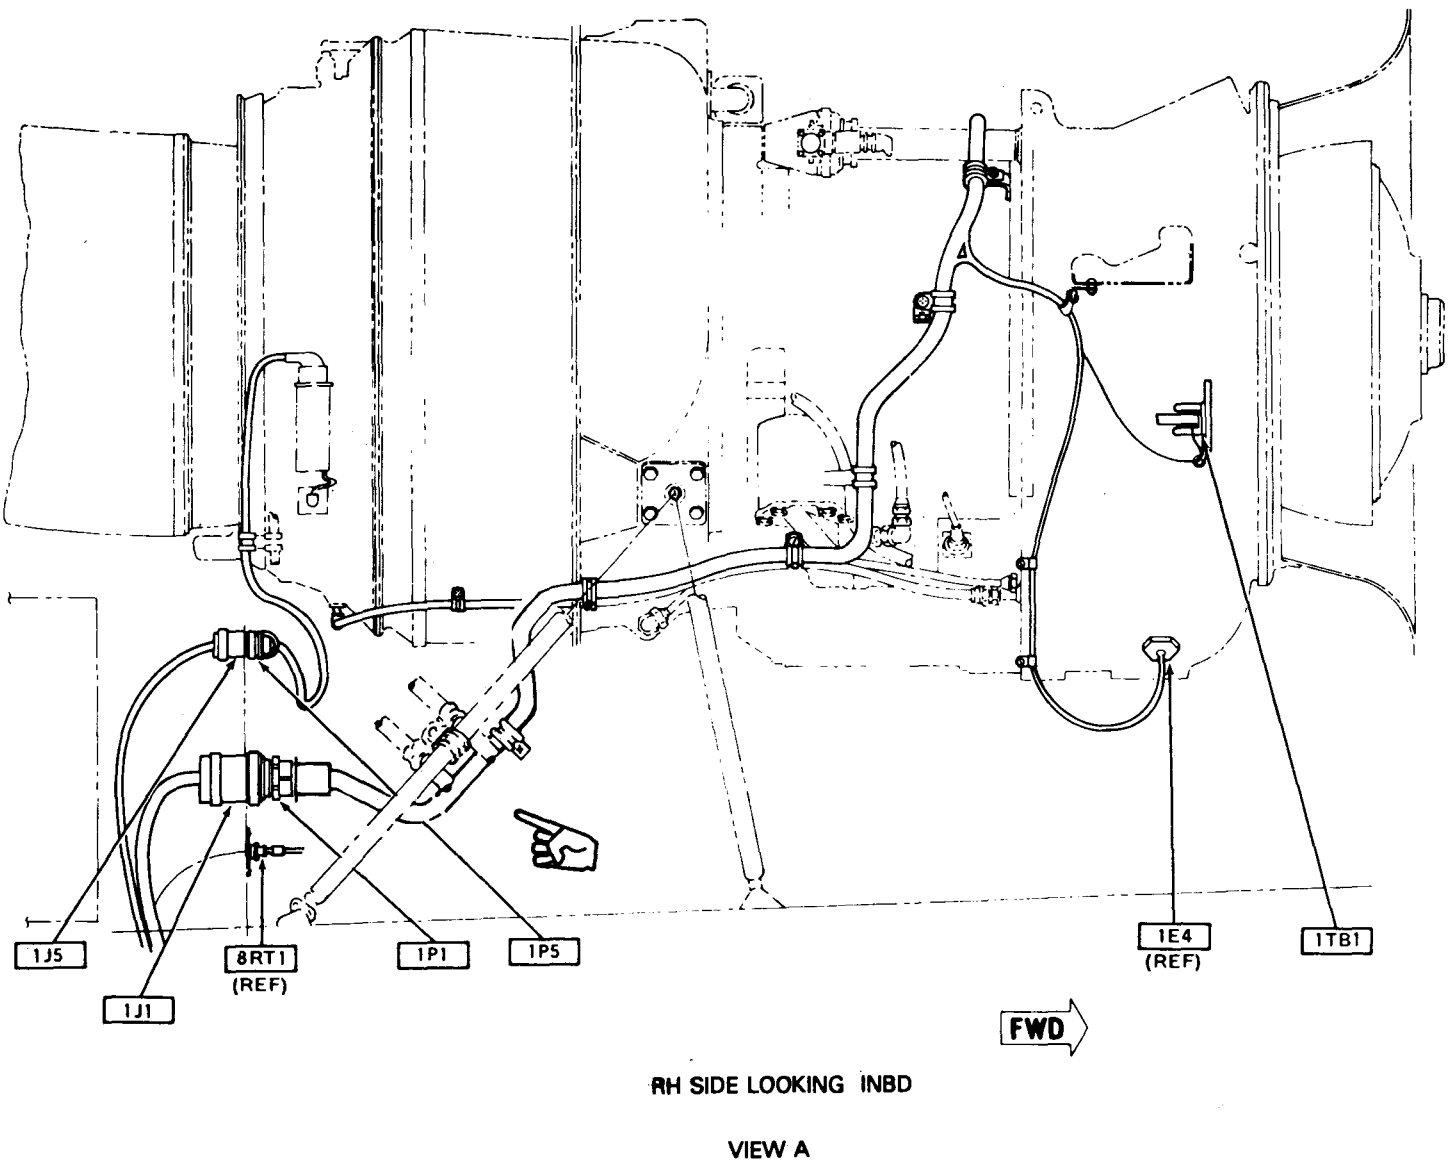 1J5
8RT1
(REF)
1P1
1P5
1E4
(REF)
1TB1
1J1
FWD
RH SIDE LOOKING INBD
VIEW A